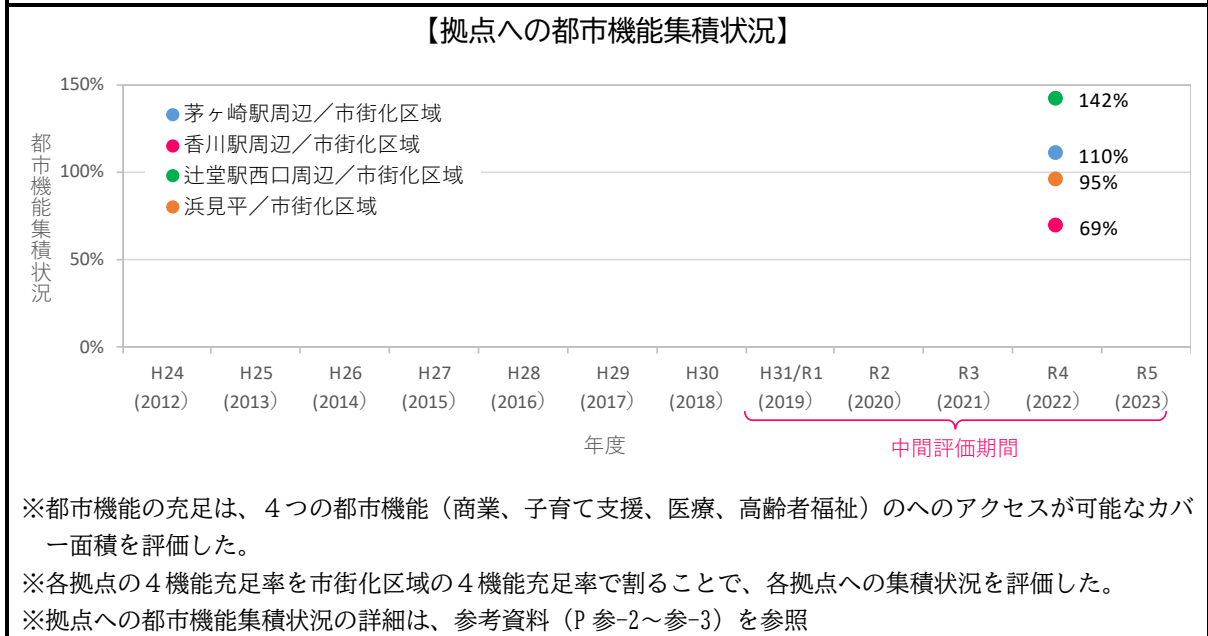 【拠点への都市機能集積状況】
150%
100%
50%
0%
都市機能集積状況
茅ヶ崎駅周辺／市街化区域
香川駅周辺／市街化区域
辻堂駅西口周辺／市街化区域
浜見平／市街化区域
142%
110%
95%
69%
H24 H25 H26 H27 H28 H29 H30 H31/R1 R2 R3 R4 R5
(2012) (2013) (2014) (2015) (2016) (2017) (2018) (2019) (2020) (2021) (2022) (2023)
年度
中間評価期間
※都市機能の充足は、４つの都市機能（商業、子育て支援、医療、高齢者福祉）のへのアクセスが可能なカバ
ー面積を評価した。
※各拠点の４機能充足率を市街化区域の４機能充足率で割ることで、各拠点への集積状況を評価した。
※拠点への都市機能集積状況の詳細は、参考資料（P 参-2～参-3）を参照